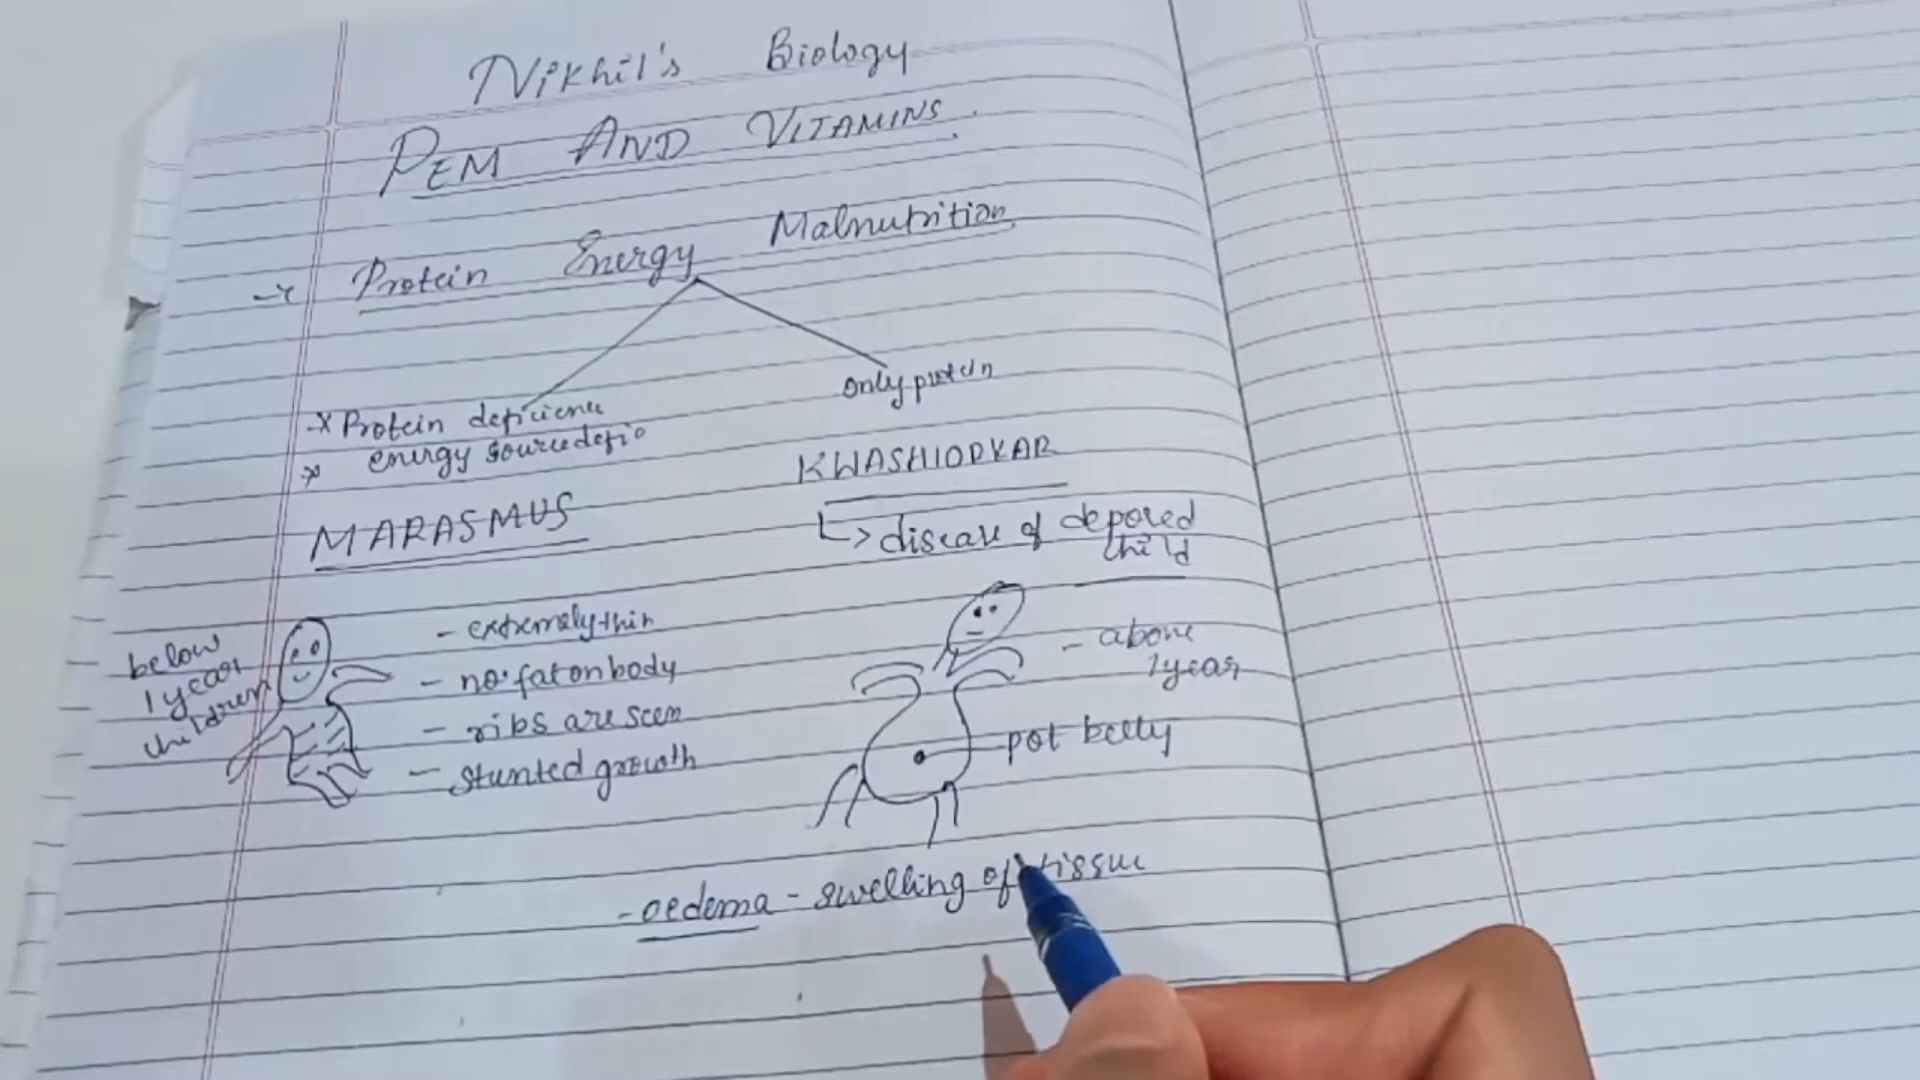 Nikhil's Biology
PEM AND VITAMINS.
Protein Energy Malnutrition
only protein
Protein deficience
energy source defic
KWASHIORKAR
MARASMUS
disease of depored
child
below
1 year
children
- extremely thin
- no. fat on body
- ribs are seen
- stunted growth
- above
1 year
pot belly
- oedema - swelling of tissue